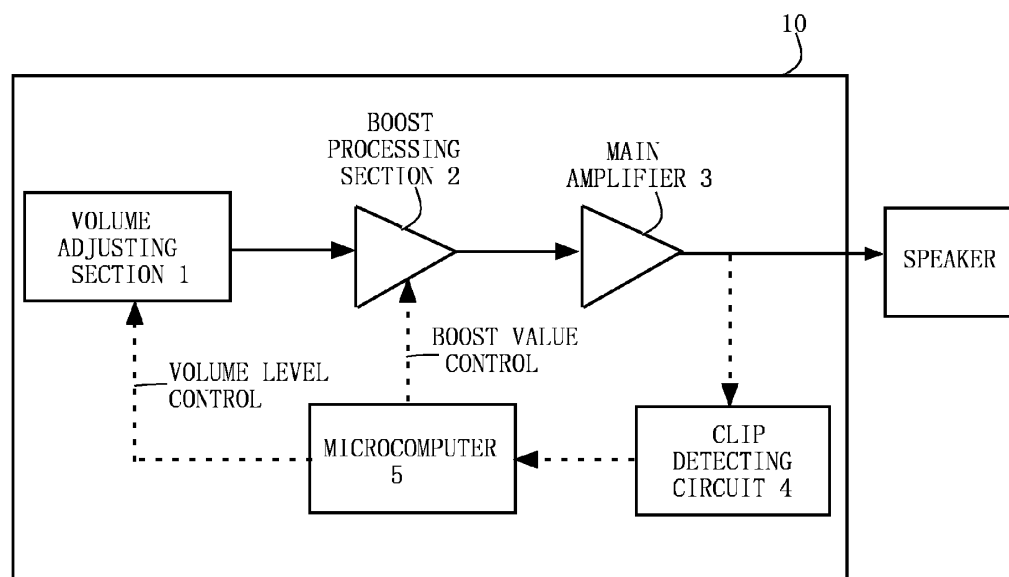 10
BOOST
PROCESSING
SECTION 2
MAIN
AMPLIFIER 3
VOLUME
ADJUSTING
SECTION 1
SPEAKER
BOOST VALUE
CONTROL
VOLUME LEVEL
CONTROL
MICROCOMPUTER
5
CLIP
DETECTING
CIRCUIT 4